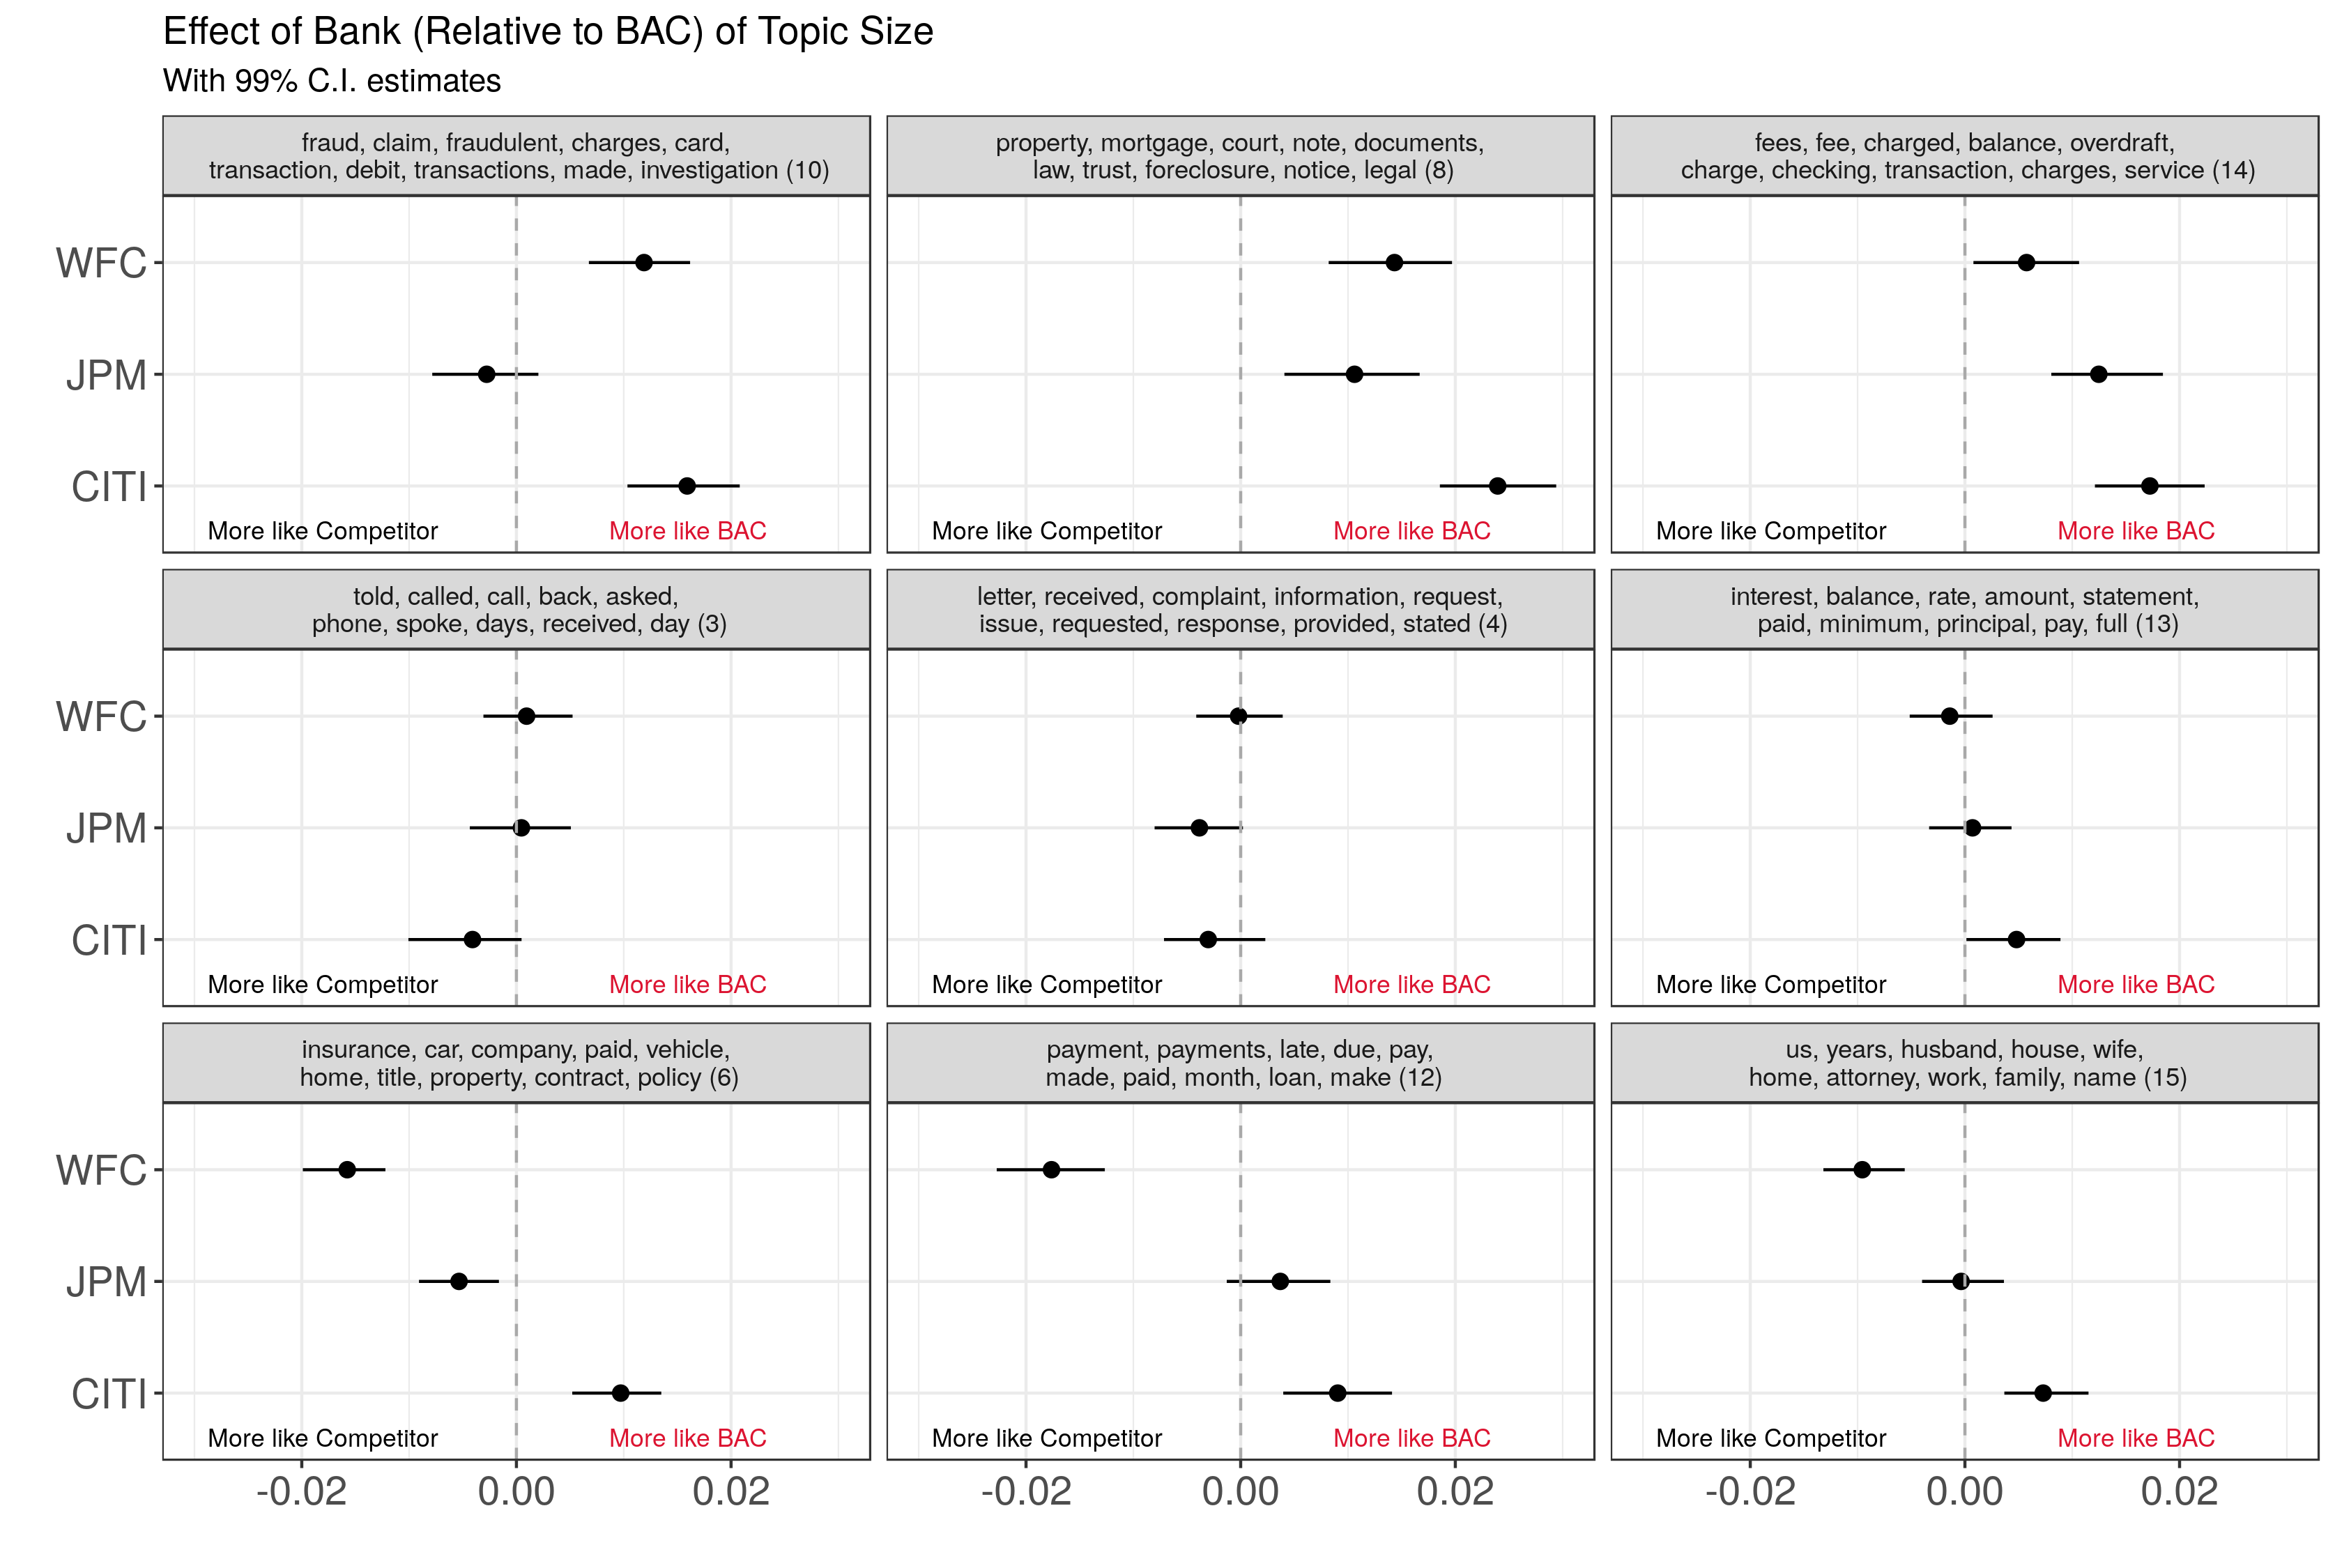 Effect of Bank (Relative to BAC) of Topic Size
With 99% C.I. estimates
fraud, claim, fraudulent, charges, card,
transaction, debit, transactions, made, investigation (10)
property, mortgage, court, note, documents,
law, trust, foreclosure, notice, legal (8)
fees, fee, charged, balance, overdraft,
charge, checking, transaction, charges, service (14)
WFC
JPM
CITI
More like Competitor
More like BAC
More like Competitor
More like BAC
More like Competitor
More like BAC
told, called, call, back, asked,
phone, spoke, days, received, day (3)
letter, received, complaint, information, request,
issue, requested, response, provided, stated (4)
interest, balance, rate, amount, statement,
paid, minimum, principal, pay, full (13)
WFC
JPM
CITI
More like Competitor
More like BAC
More like Competitor
More like BAC
More like Competitor
More like BAC
insurance, car, company, paid, vehicle,
home, title, property, contract, policy (6)
payment, payments, late, due, pay,
made, paid, month, loan, make (12)
us, years, husband, house, wife,
home, attorney, work, family, name (15)
WFC
JPM
CITI
More like Competitor
More like BAC
More like Competitor
More like BAC
More like Competitor
More like BAC
-0.02 0.00 0.02
-0.02 0.00 0.02
-0.02 0.00 0.02